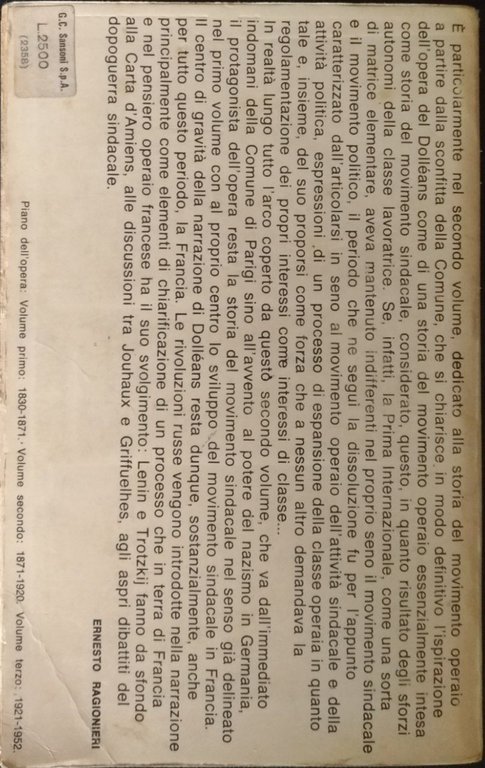 È particolarmente nel secondo volume, dedicato alla storia del movimento operaio
a partire dalla sconfitta della Comune, che si chiarisce in modo definitivo l'ispirazione
dell'opera del Dolléans come di una storia del movimento operaio essenzialmente intesa
come storia del movimento sindacale, considerato, questo, in quanto risultato degli sforzi
autonomi della classe lavoratrice. Se, infatti, la Prima Internazionale, come una sorta
di matrice elementare, aveva mantenuto indifferenti nel proprio seno il movimento sindacale
e il movimento politico, il periodo che ne seguì la dissoluzione fu per l'appunto
caratterizzato dall'articolarsi in seno al movimento operaio dell'attività sindacale e della
attività politica, espressioni di un processo di espansione della classe operaia in quanto
tale e, insieme, del suo proporsi come forza che a nessun altro demandava la
regolamentazione dei propri interessi come interessi di classe...
In realtà lungo tutto l'arco coperto da questo secondo volume, che va dall'immediato
indomani della Comune di Parigi sino all'avvento al potere del nazismo in Germania,
il protagonista dell'opera resta la storia del movimento sindacale nel senso già delineato
nel primo volume con al proprio centro lo sviluppo del movimento sindacale in Francia.
Il centro di gravità della narrazione di Dolléans resta dunque, sostanzialmente, anche
per tutto questo periodo, la Francia. Le rivoluzioni russe vengono introdotte nella narrazione
principalmente come elementi di chiarificazione di un processo che in terra di Francia
e nel pensiero operaio francese ha il suo svolgimento: Lenin e Trotzkij fanno da sfondo
alla Carta d'Amiens, alle discussioni tra Jouhaux e Griffuelhes, agli aspri dibattiti del
dopoguerra sindacale.
ERNESTO RAGIONIERI
Piano dell'opera: Volume primo: 1830-1871. Volume secondo: 1871-1920. Volume terzo: 1921-1952.
G.C. Sansoni S.p.A.
L.2500
(2358)